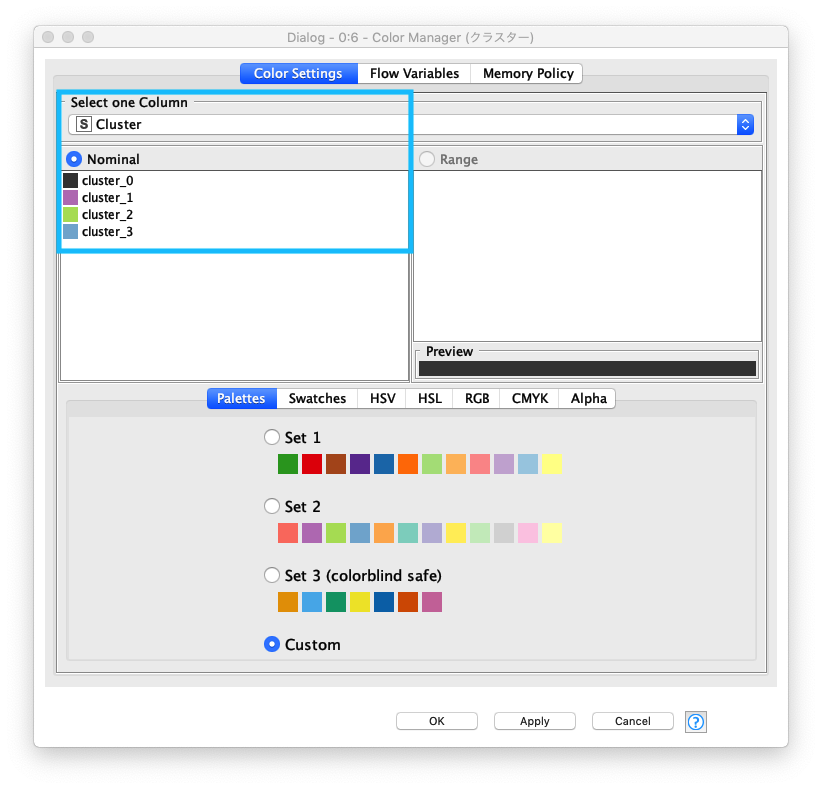 Dialog - 0:6 - Color Manager (クラスター)
Color Settings Flow Variables Memory Policy
Select one Column
S Cluster
Nominal Range
cluster_0
cluster_1
cluster_2
cluster_3
Preview
Palettes Swatches HSV HSL RGB CMYK Alpha
Set 1
Set 2
Set 3 (colorblind safe)
Custom
OK Apply Cancel ?